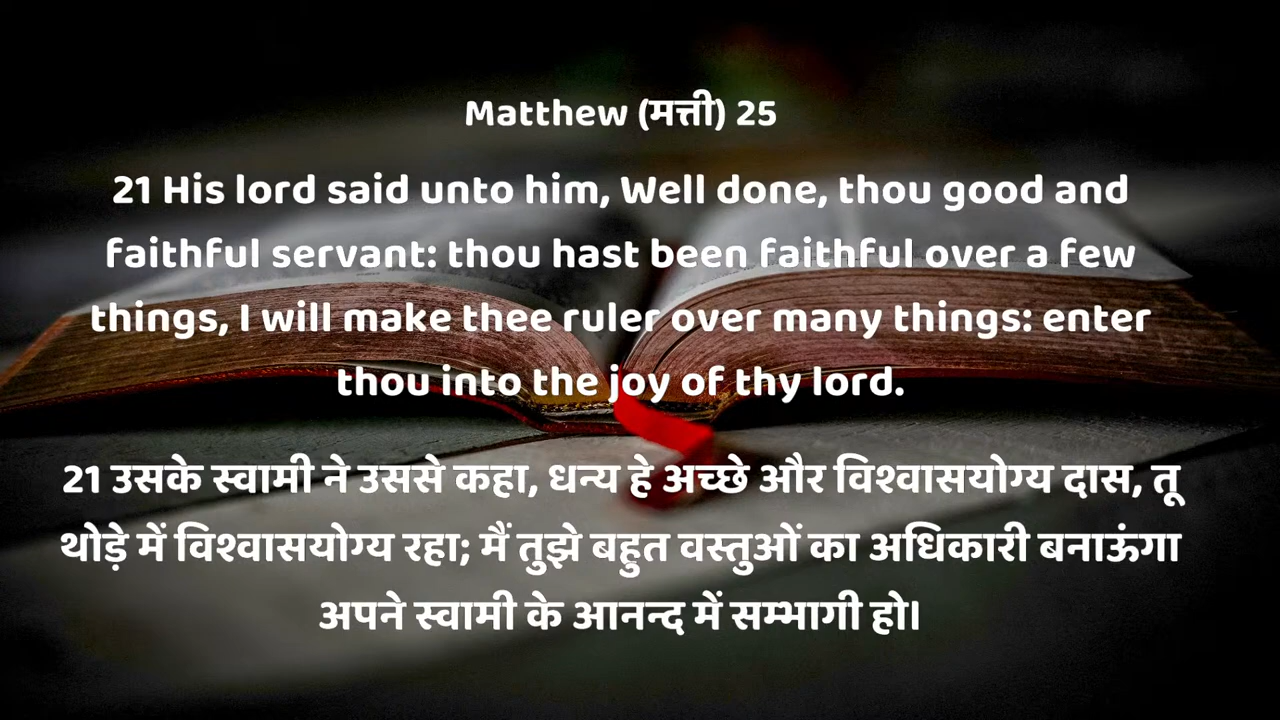 Matthew (मत्ती) 25
21 His lord said unto him, Well done, thou good and
faithful servant: thou hast been faithful over a few
things, I will make thee ruler over many things: enter
thou into the joy of thy lord.
21 उसके स्वामी ने उससे कहा, धन्य हे अच्छे और विश्वासयोग्य दास, तू
थोड़े में विश्वासयोग्य रहा; मैं तुझे बहुत वस्तुओं का अधिकारी बनाऊंगा
अपने स्वामी के आनन्द में सम्भागी हो।